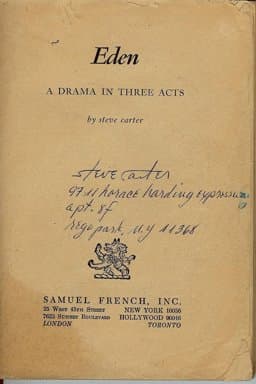 Eden
A DRAMA IN THREE ACTS
by steve carter
steve carter
97 11 horace harding expressway
apt. 8f
rego park, n.y 11368
SAMUEL FRENCH, INC.
25 WEST 45TH STREET NEW YORK 10036
7623 SUNSET BOULEVARD HOLLYWOOD 90046
LONDON TORONTO